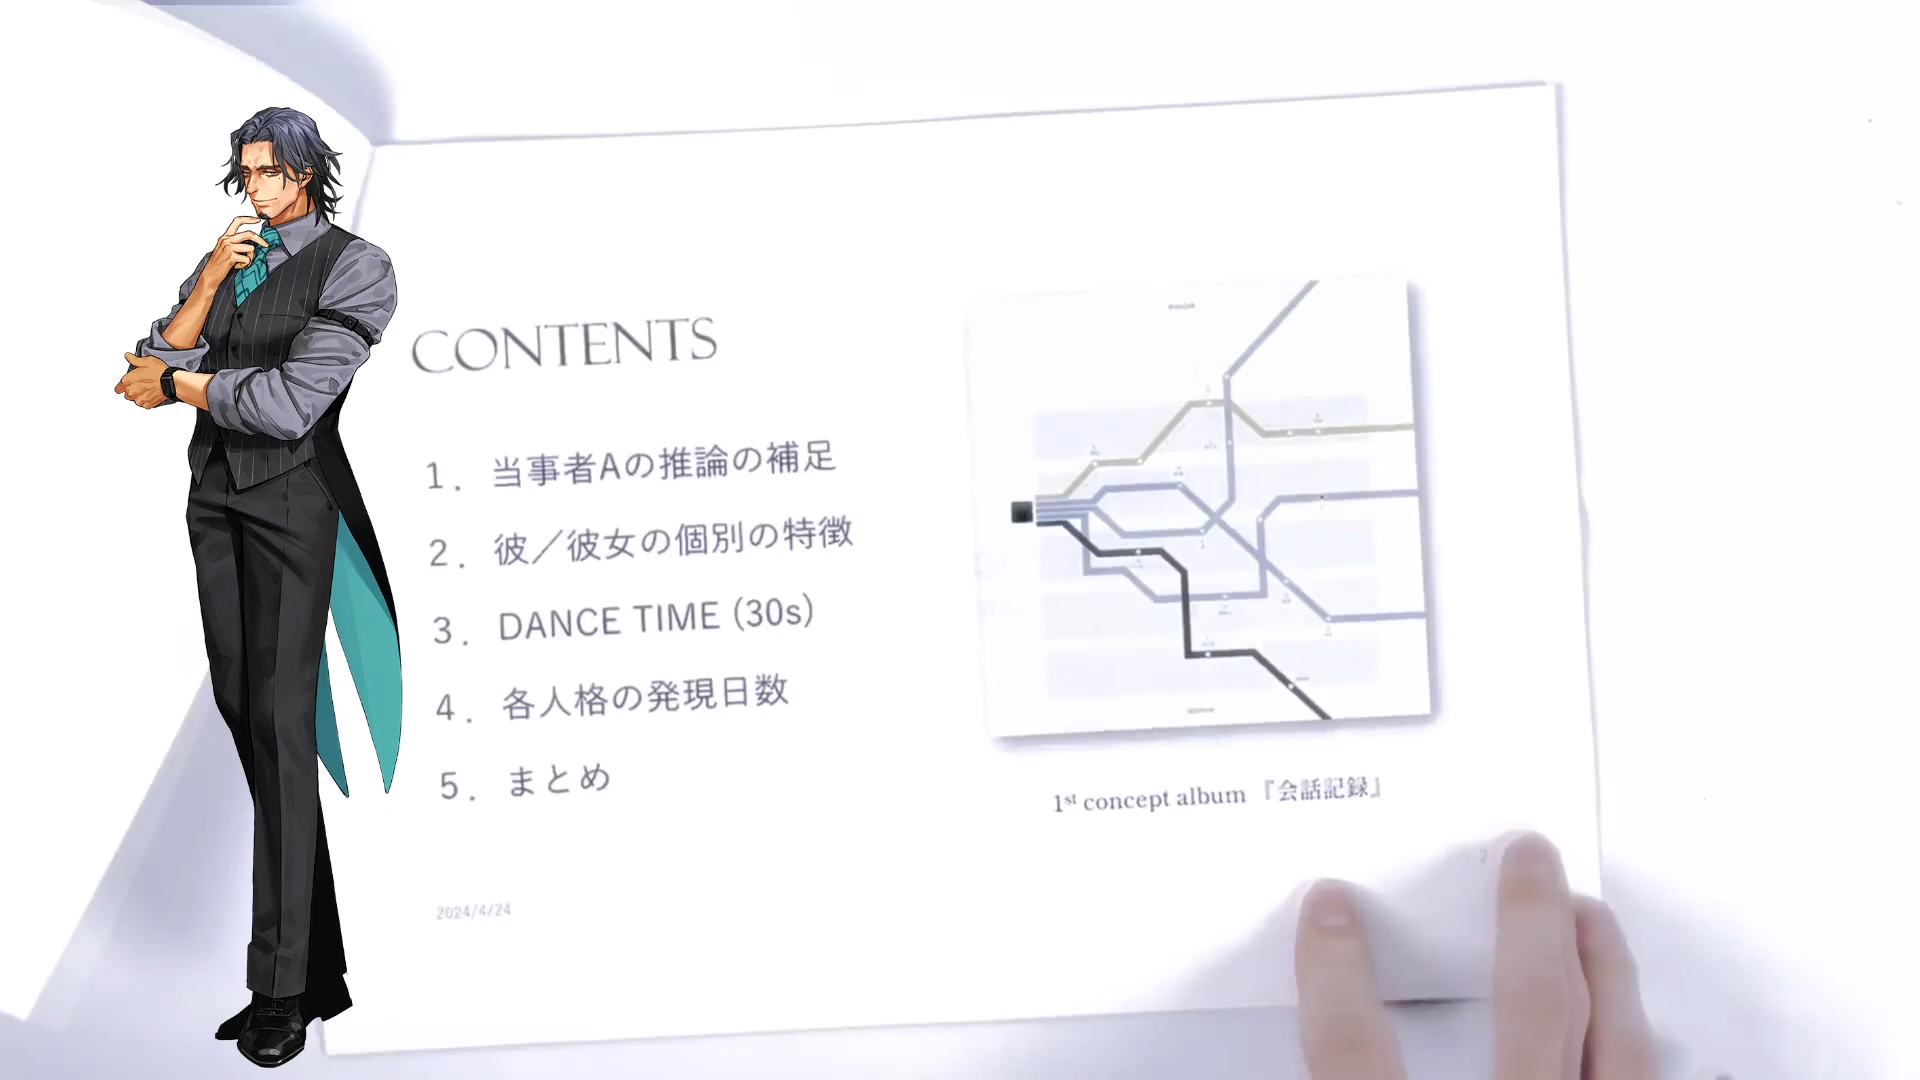 CONTENTS
1. 当事者Aの推論の補足
2. 彼／彼女の個別の特徴
3. DANCE TIME (30s)
4. 各人格の発現日数
5. まとめ
1st concept album 『会話記録』
2
2024/4/24